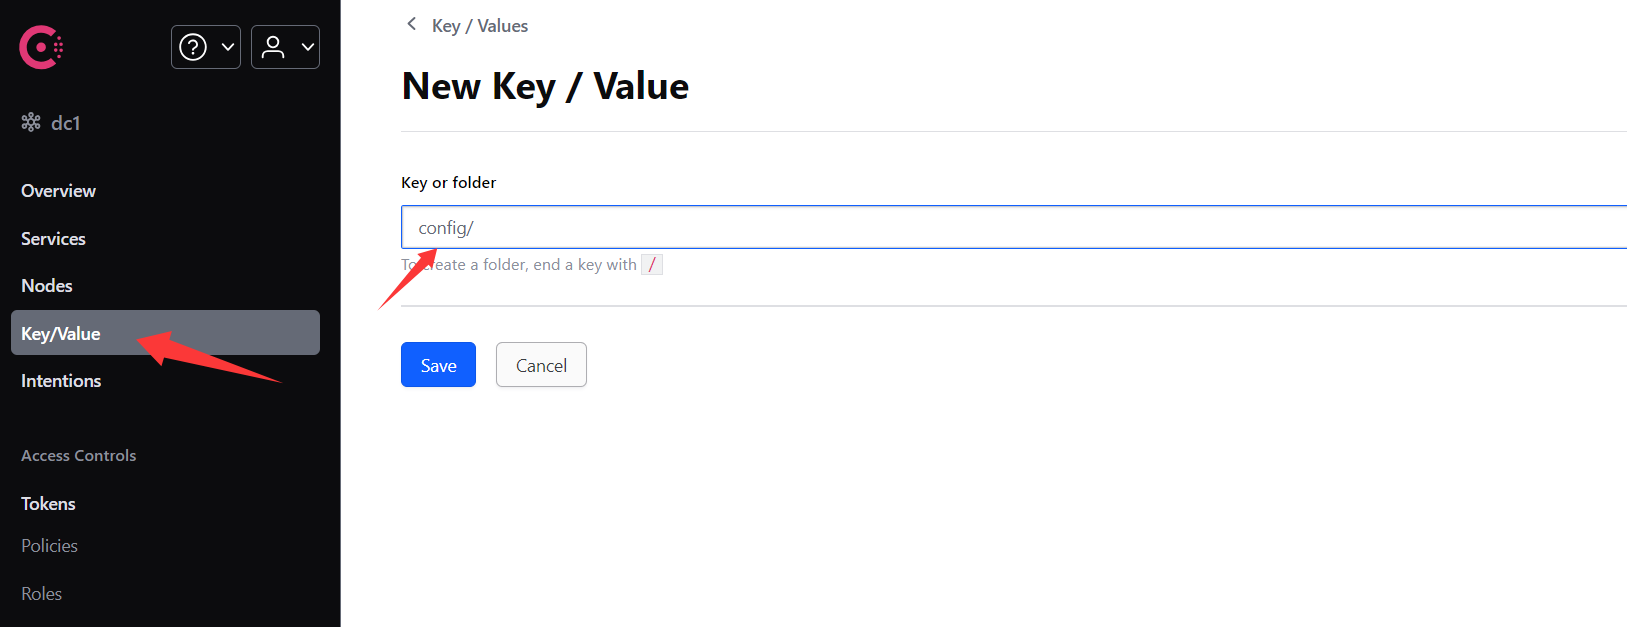 dc1
Overview
Services
Nodes
Key/Value
Intentions
Access Controls
Tokens
Policies
Roles
Key / Values
New Key / Value
Key or folder
config/
To create a folder, end a key with /
Save Cancel